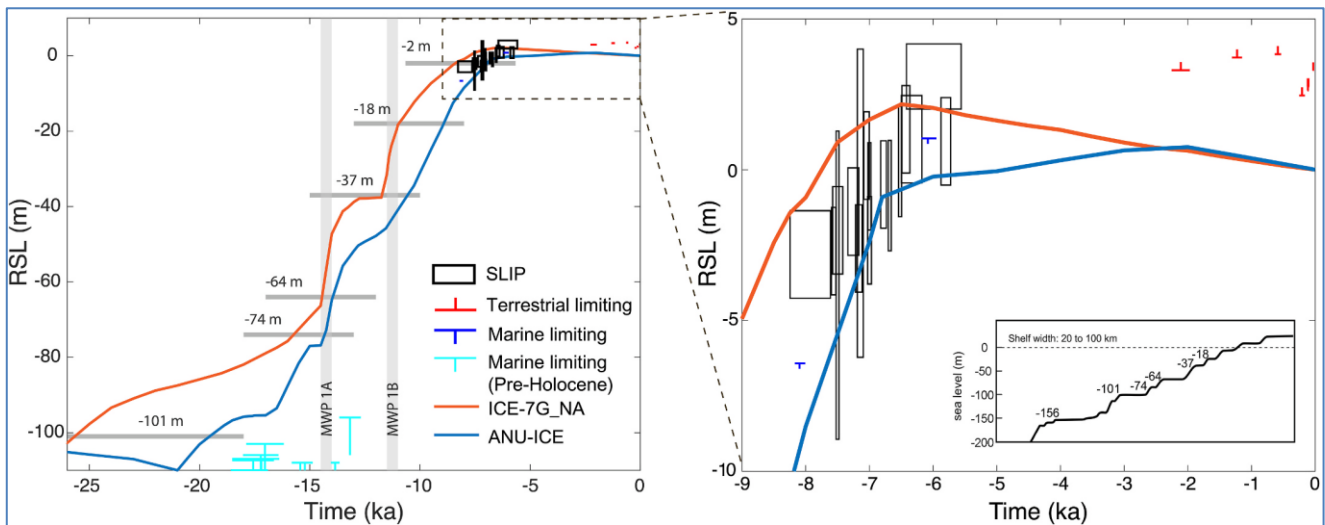 5
0
-20
-40
-60
-80
-100
RSL (m)
-2 m
-18 m
-37 m
-64 m
-74 m
-101 m
MWP 1A
MWP 1B
SLIP
Terrestrial limiting
Marine limiting
Marine limiting
(Pre-Holocene)
ICE-7G_NA
ANU-ICE
-25 -20 -15 -10 -5 0
Time (ka)
0
-5
-10
RSL (m)
Shelf width: 20 to 100 km
sea level (m)
0
-50
-100
-150
-200
-156
-101
-74
-64
-37
-18
-9 -8 -7 -6 -5 -4 -3 -2 -1 0
Time (ka)